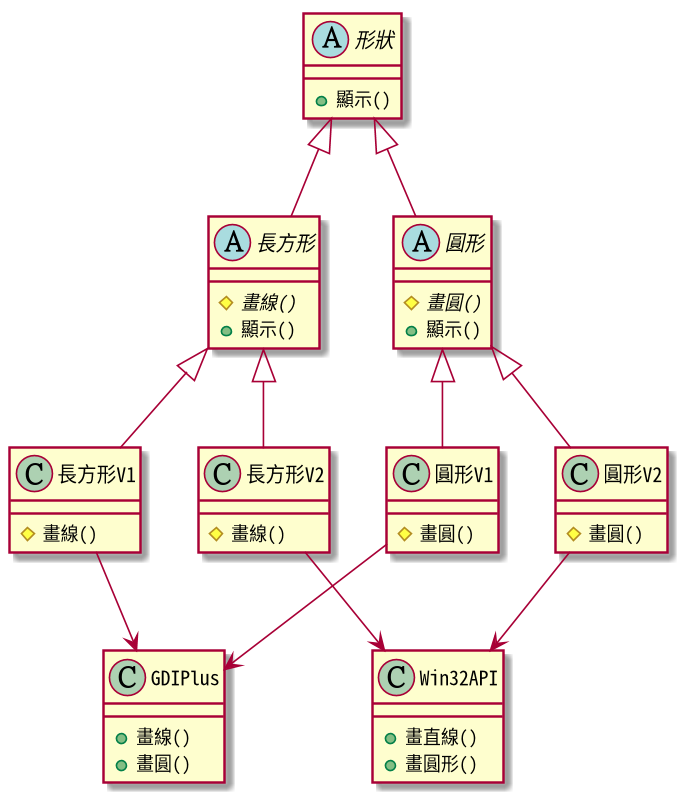 A 形狀
顯示()
A 長方形
畫線()
顯示()
A 圓形
畫圓()
顯示()
C 長方形V1
畫線()
C 長方形V2
畫線()
C 圓形V1
畫圓()
C 圓形V2
畫圓()
C GDIPlus
畫線()
畫圓()
C Win32API
畫直線()
畫圓形()